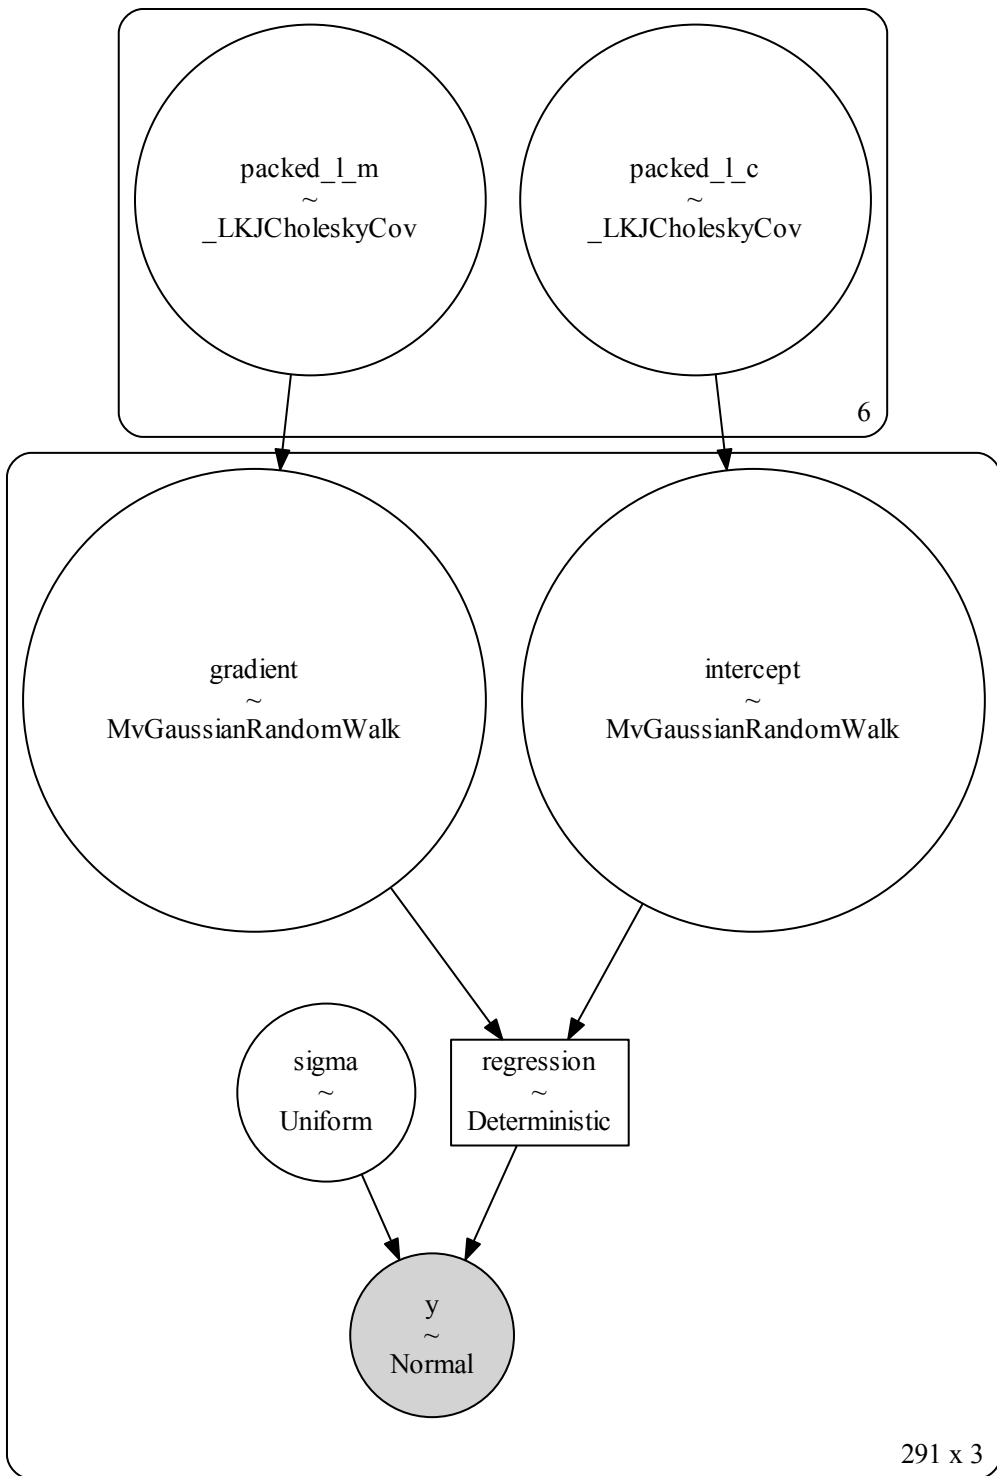 packed_l_m
~
_LKJCholeskyCov
packed_l_c
~
_LKJCholeskyCov
6
gradient
~
MvGaussianRandomWalk
intercept
~
MvGaussianRandomWalk
sigma
~
Uniform
regression
~
Deterministic
y
~
Normal
291 x 3